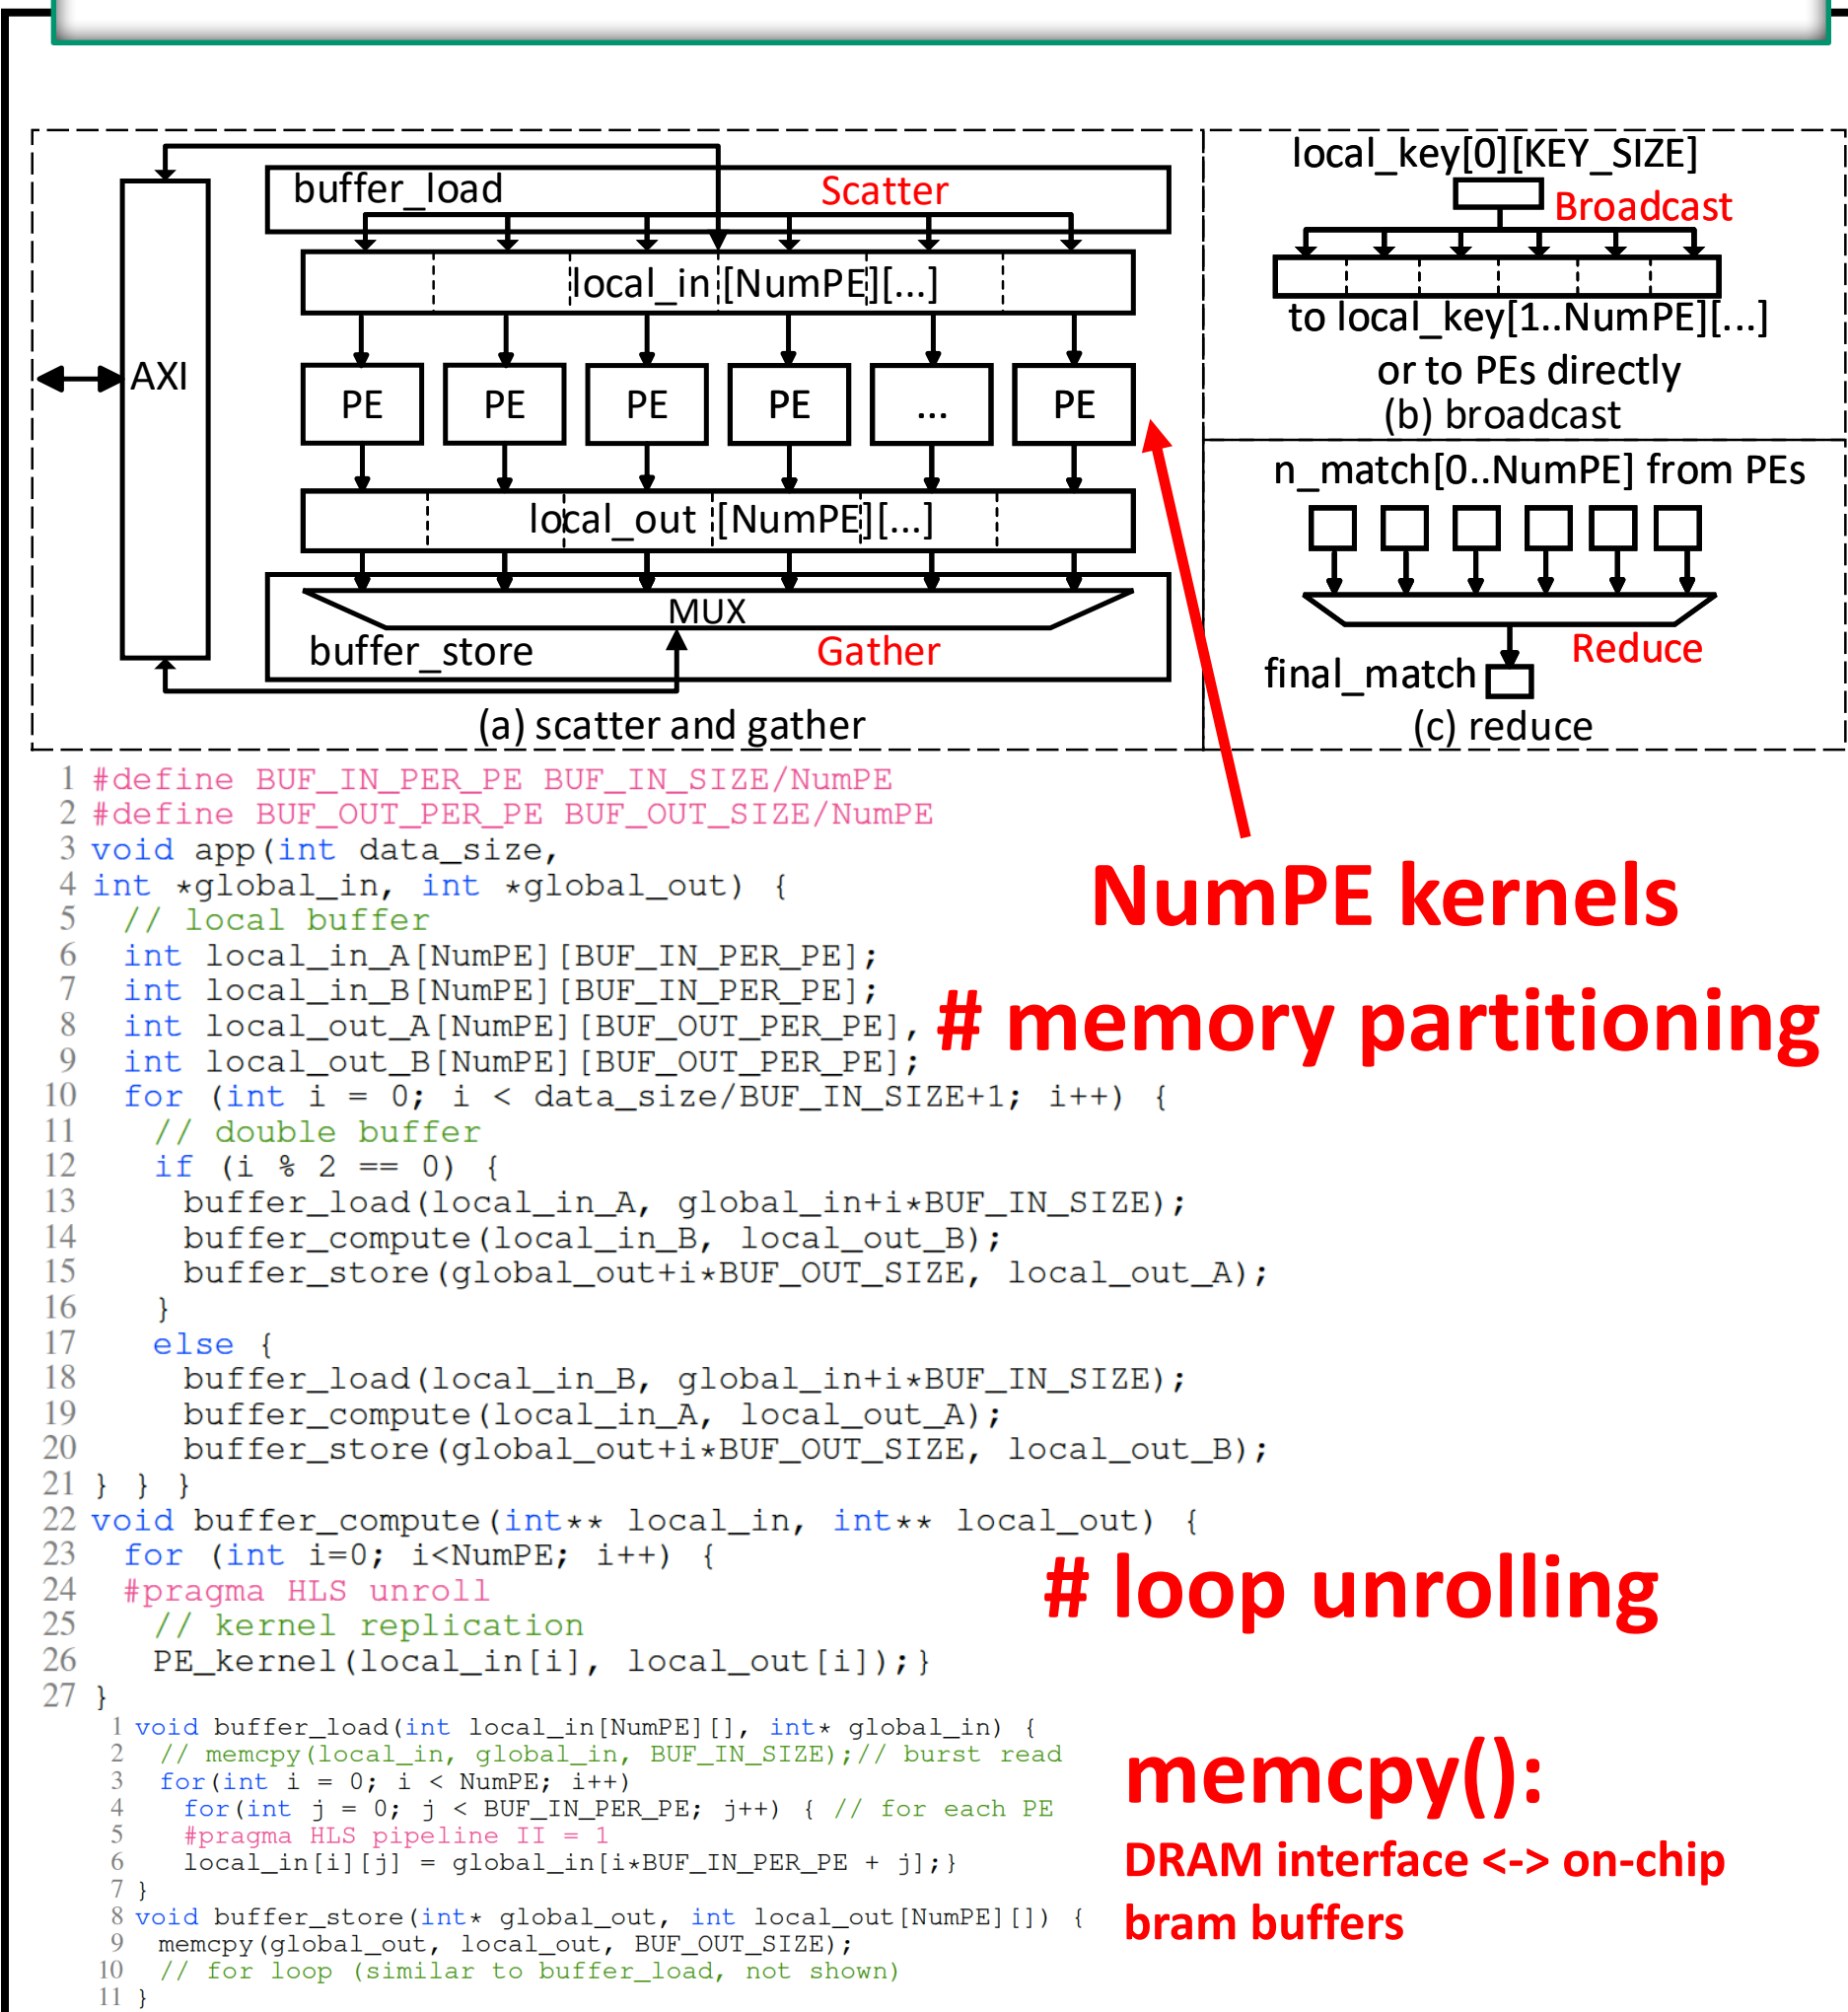 buffer_load Scatter
local_in [NumPE][...]
AXI
PE PE PE PE ... PE
local_out [NumPE][...]
MUX
buffer_store Gather
(a) scatter and gather
local_key[0][KEY_SIZE]
Broadcast
to local_key[1..NumPE][...]
or to PEs directly
(b) broadcast
n_match[0..NumPE] from PEs
Reduce
final_match
(c) reduce
1 #define BUF_IN_PER_PE BUF_IN_SIZE/NumPE
2 #define BUF_OUT_PER_PE BUF_OUT_SIZE/NumPE
3 void app(int data_size,
4 int *global_in, int *global_out) {
5 // local buffer
6 int local_in_A[NumPE][BUF_IN_PER_PE];
7 int local_in_B[NumPE][BUF_IN_PER_PE];
8 int local_out_A[NumPE][BUF_OUT_PER_PE],
9 int local_out_B[NumPE][BUF_OUT_PER_PE];
10 for (int i = 0; i < data_size/BUF_IN_SIZE+1; i++) {
11 // double buffer
12 if (i % 2 == 0) {
13 buffer_load(local_in_A, global_in+i*BUF_IN_SIZE);
14 buffer_compute(local_in_B, local_out_B);
15 buffer_store(global_out+i*BUF_OUT_SIZE, local_out_A);
16 }
17 else {
18 buffer_load(local_in_B, global_in+i*BUF_IN_SIZE);
19 buffer_compute(local_in_A, local_out_A);
20 buffer_store(global_out+i*BUF_OUT_SIZE, local_out_B);
21 } } }
22 void buffer_compute(int** local_in, int** local_out) {
23 for (int i=0; i<NumPE; i++) {
24 #pragma HLS unroll
25 // kernel replication
26 PE_kernel(local_in[i], local_out[i]);}
27 }
NumPE kernels
# memory partitioning
# loop unrolling
1 void buffer_load(int local_in[NumPE][], int* global_in) {
2 // memcpy(local_in, global_in, BUF_IN_SIZE);// burst read
3 for(int i = 0; i < NumPE; i++)
4 for(int j = 0; j < BUF_IN_PER_PE; j++) { // for each PE
5 #pragma HLS pipeline II = 1
6 local_in[i][j] = global_in[i*BUF_IN_PER_PE + j];}
7 }
8 void buffer_store(int* global_out, int local_out[NumPE][]) {
9 memcpy(global_out, local_out, BUF_OUT_SIZE);
10 // for loop (similar to buffer_load, not shown)
11 }
memcpy():
DRAM interface <-> on-chip
bram buffers